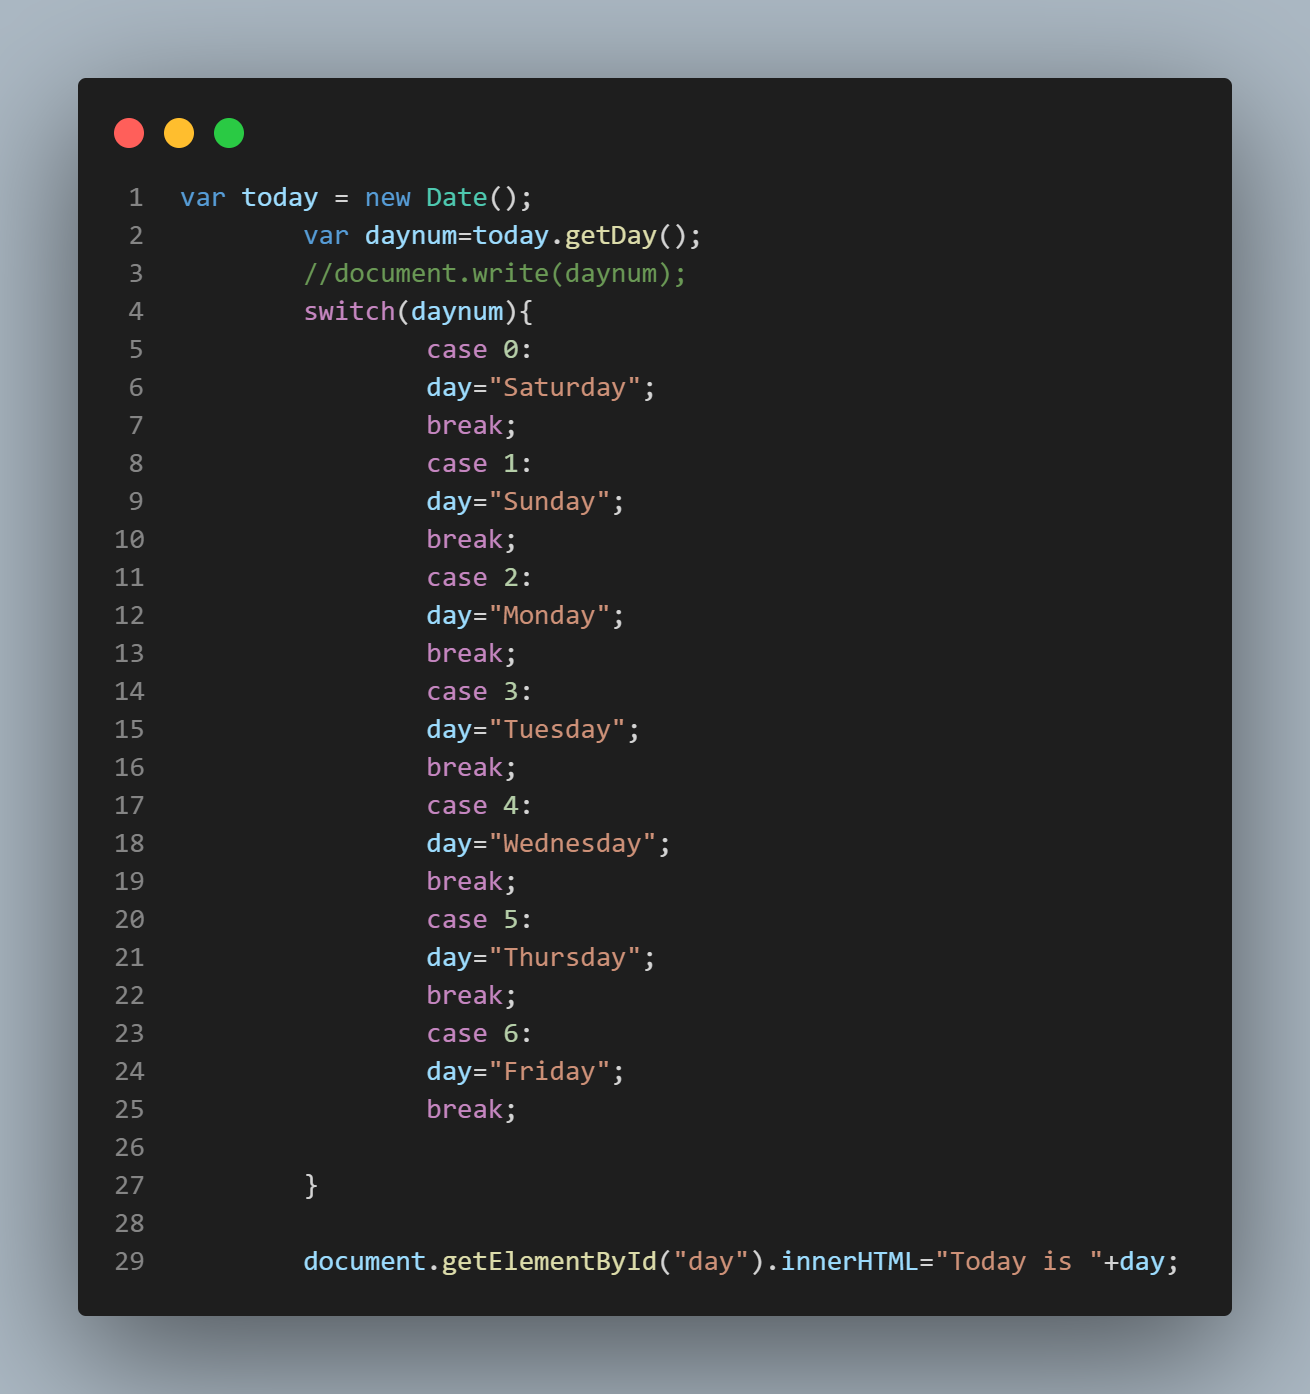 1 var today = new Date();
2 var daynum=today.getDay();
3 //document.write(daynum);
4 switch(daynum){
5 case 0:
6 day="Saturday";
7 break;
8 case 1:
9 day="Sunday";
10 break;
11 case 2:
12 day="Monday";
13 break;
14 case 3:
15 day="Tuesday";
16 break;
17 case 4:
18 day="Wednesday";
19 break;
20 case 5:
21 day="Thursday";
22 break;
23 case 6:
24 day="Friday";
25 break;
26
27 }
28
29 document.getElementById("day").innerHTML="Today is "+day;